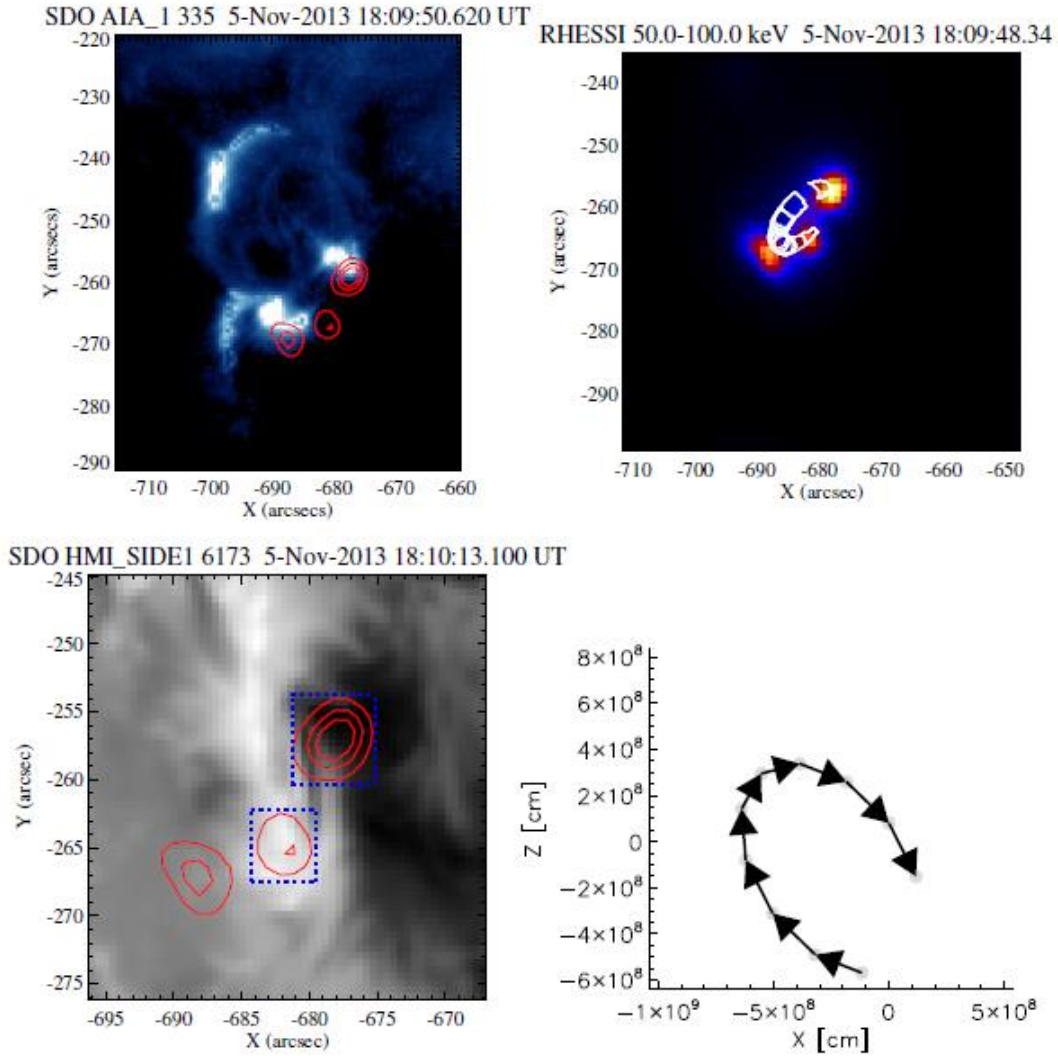 SDO AIA_1 335 5-Nov-2013 18:09:50.620 UT
-220
-230
-240
-250
-260
-270
-280
-290
Y (arcsecs)
-710 -700 -690 -680 -670 -660
X (arcsecs)
RHESSI 50.0-100.0 keV 5-Nov-2013 18:09:48.34
-240
-250
-260
-270
-280
-290
Y (arcsec)
-710 -700 -690 -680 -670 -660 -650
X (arcsec)
SDO HMI_SIDE1 6173 5-Nov-2013 18:10:13.100 UT
-245
-250
-255
-260
-265
-270
-275
Y (arcsec)
-695 -690 -685 -680 -675 -670
X (arcsec)
8×10⁸
6×10⁸
4×10⁸
2×10⁸
0
−2×10⁸
−4×10⁸
−6×10⁸
Z [cm]
−1×10⁹ −5×10⁸ 0 5×10⁸
X [cm]